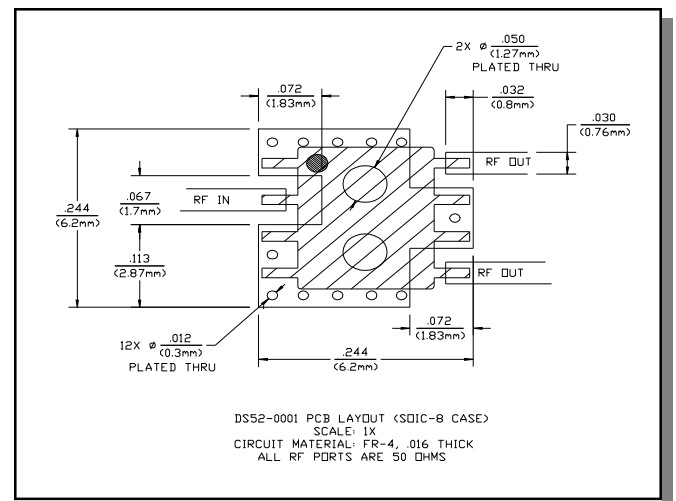 2X ø .050
(1.27mm)
PLATED THRU
.072
(1.83mm)
.032
(0.8mm)
.030
(0.76mm)
RF OUT
.067
(1.7mm)
RF IN
.244
(6.2mm)
.113
(2.87mm)
RF OUT
12X ø .012
(0.3mm)
PLATED THRU
.072
(1.83mm)
.244
(6.2mm)
DS52-0001 PCB LAYOUT (SOIC-8 CASE)
SCALE: 1X
CIRCUIT MATERIAL: FR-4, .016 THICK
ALL RF PORTS ARE 50 OHMS